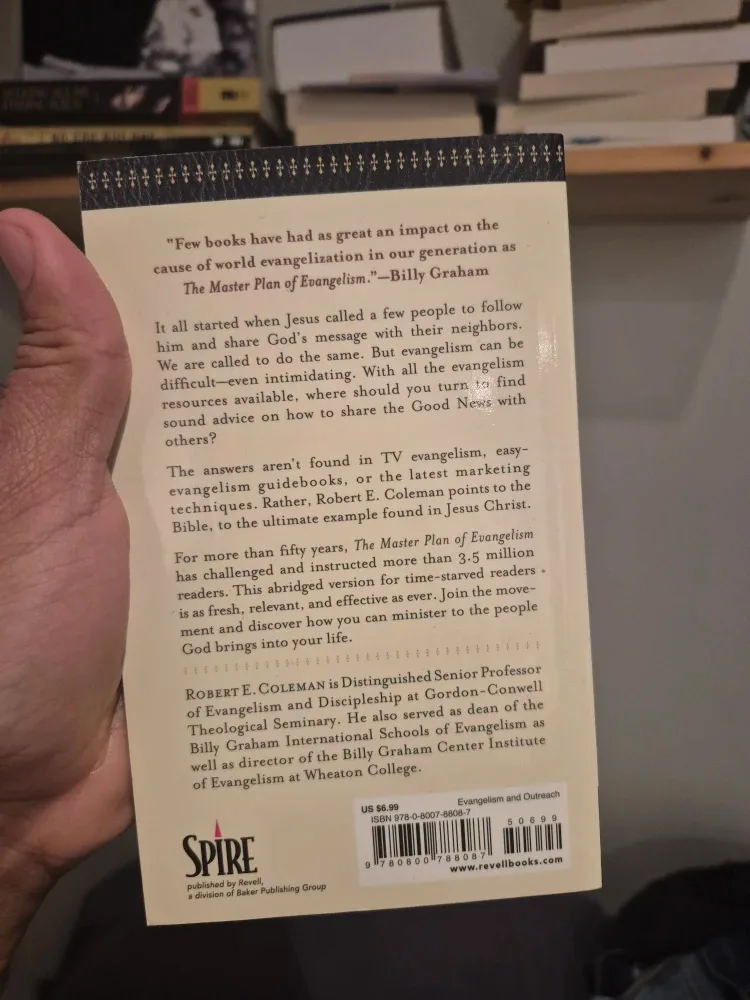 "Few books have had as great an impact on the
cause of world evangelization in our generation as
The Master Plan of Evangelism."—Billy Graham
It all started when Jesus called a few people to follow
him and share God's message with their neighbors.
We are called to do the same. But evangelism can be
difficult—even intimidating. With all the evangelism
resources available, where should you turn to find
sound advice on how to share the Good News with
others?
The answers aren't found in TV evangelism, easy-
evangelism guidebooks, or the latest marketing
techniques. Rather, Robert E. Coleman points to the
Bible, to the ultimate example found in Jesus Christ.
For more than fifty years, The Master Plan of Evangelism
has challenged and instructed more than 3.5 million
readers. This abridged version for time-starved readers
is as fresh, relevant, and effective as ever. Join the move-
ment and discover how you can minister to the people
God brings into your life.
ROBERT E. COLEMAN is Distinguished Senior Professor
of Evangelism and Discipleship at Gordon-Conwell
Theological Seminary. He also served as dean of the
Billy Graham International Schools of Evangelism as
well as director of the Billy Graham Center Institute
of Evangelism at Wheaton College.
SPIRE
published by Revell,
a division of Baker Publishing Group
US $6.99 Evangelism and Outreach
ISBN 978-0-8007-8808-7
50699
9 780800 788087
www.revellbooks.com